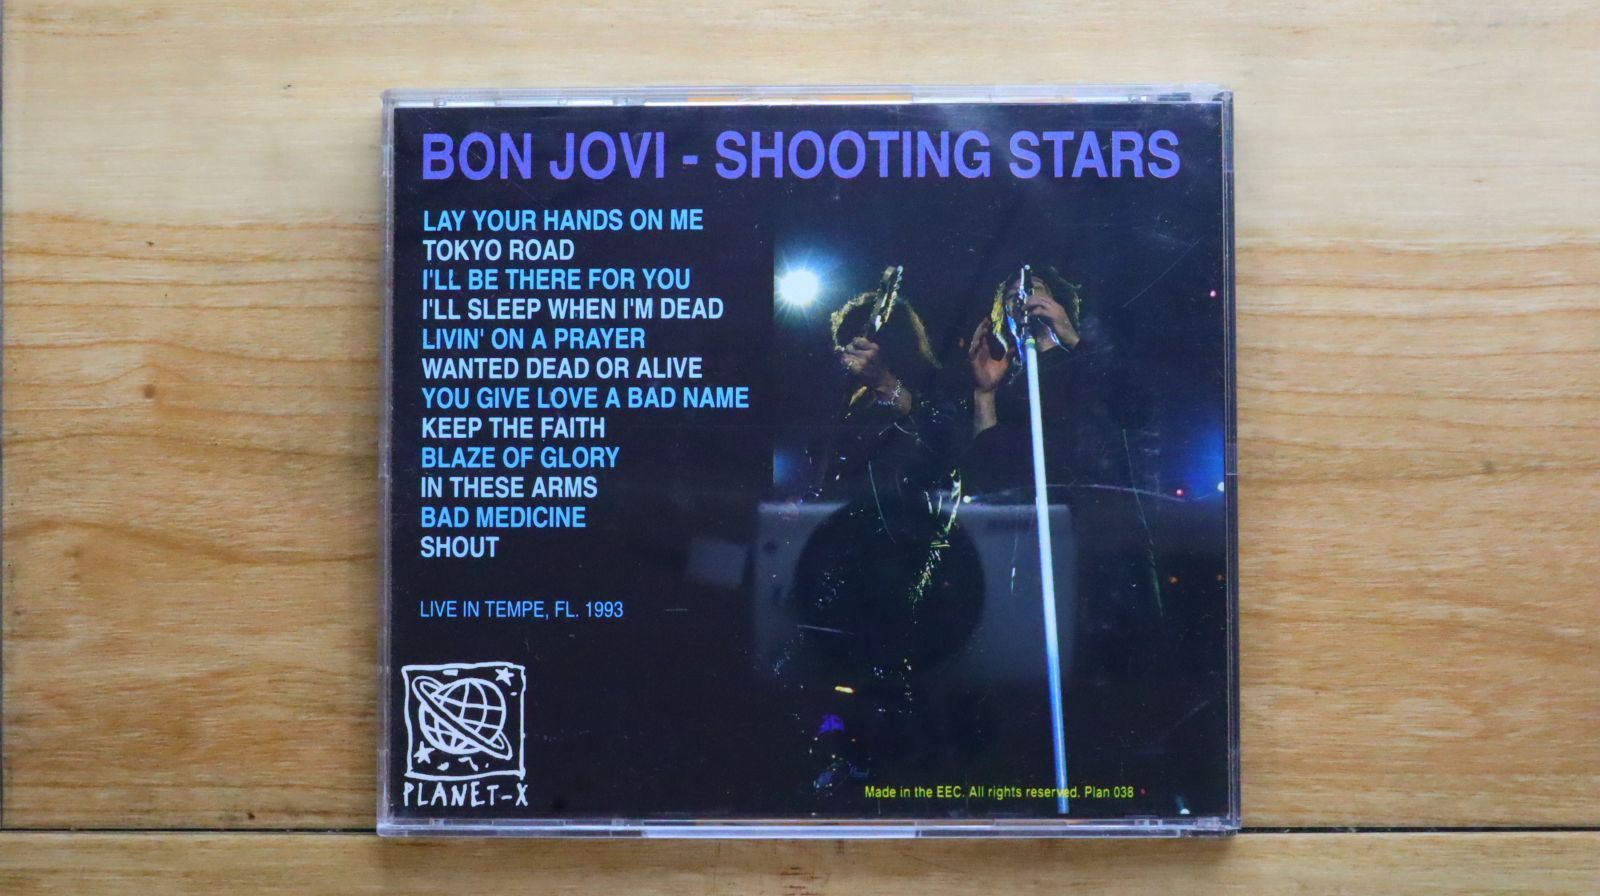 BON JOVI - SHOOTING STARS
LAY YOUR HANDS ON ME
TOKYO ROAD
I'LL BE THERE FOR YOU
I'LL SLEEP WHEN I'M DEAD
LIVIN' ON A PRAYER
WANTED DEAD OR ALIVE
YOU GIVE LOVE A BAD NAME
KEEP THE FAITH
BLAZE OF GLORY
IN THESE ARMS
BAD MEDICINE
SHOUT
LIVE IN TEMPE, FL. 1993
PLANET-X
Made in the EEC. All rights reserved. Plan 038